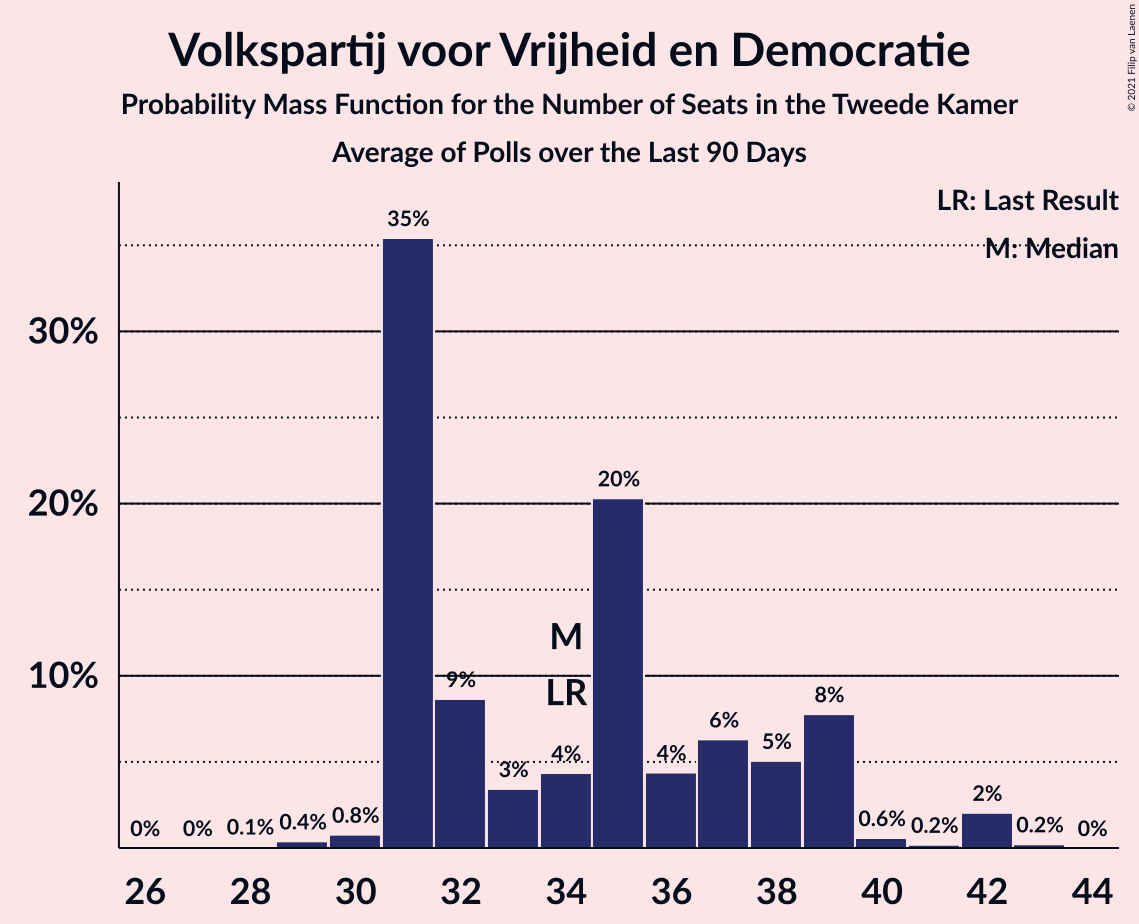 Volkspartij voor Vrijheid en Democratie
Probability Mass Function for the Number of Seats in the Tweede Kamer
Average of Polls over the Last 90 Days
© 2021 Filip van Laenen
LR: Last Result
M: Median
35%
30%
20%
20%
M
10%
9%
LR
8%
6%
5%
4%
4%
3%
2%
0%
0%
0.1%
0.4%
0.8%
0.6%
0.2%
0.2%
0%
26 28 30 32 34 36 38 40 42 44